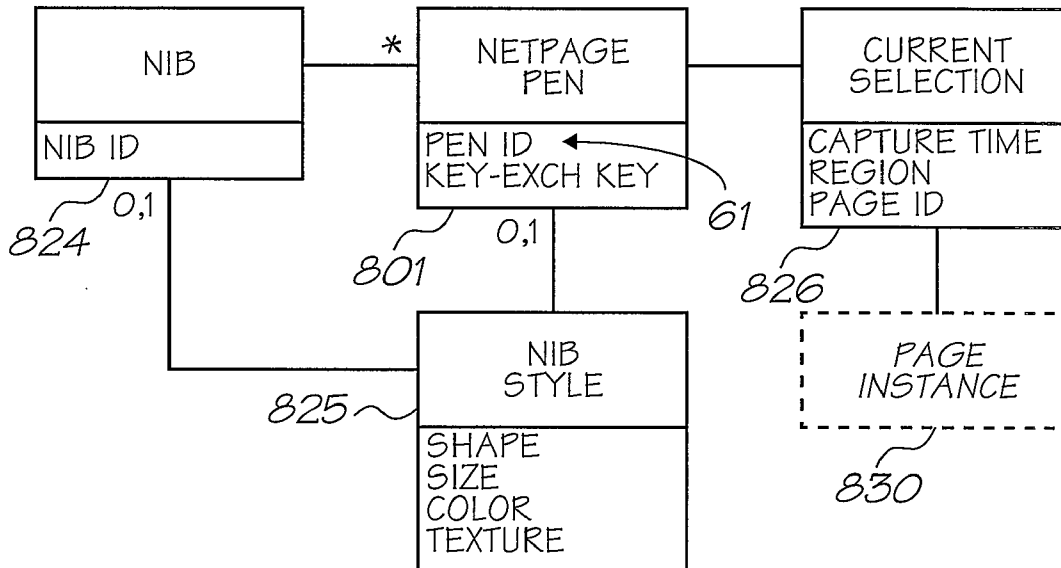 NIB
NIB ID
0,1
824
*
NETPAGE
PEN
PEN ID
KEY-EXCH KEY
61
0,1
801
CURRENT
SELECTION
CAPTURE TIME
REGION
PAGE ID
826
NIB
STYLE
825
SHAPE
SIZE
COLOR
TEXTURE
PAGE
INSTANCE
830